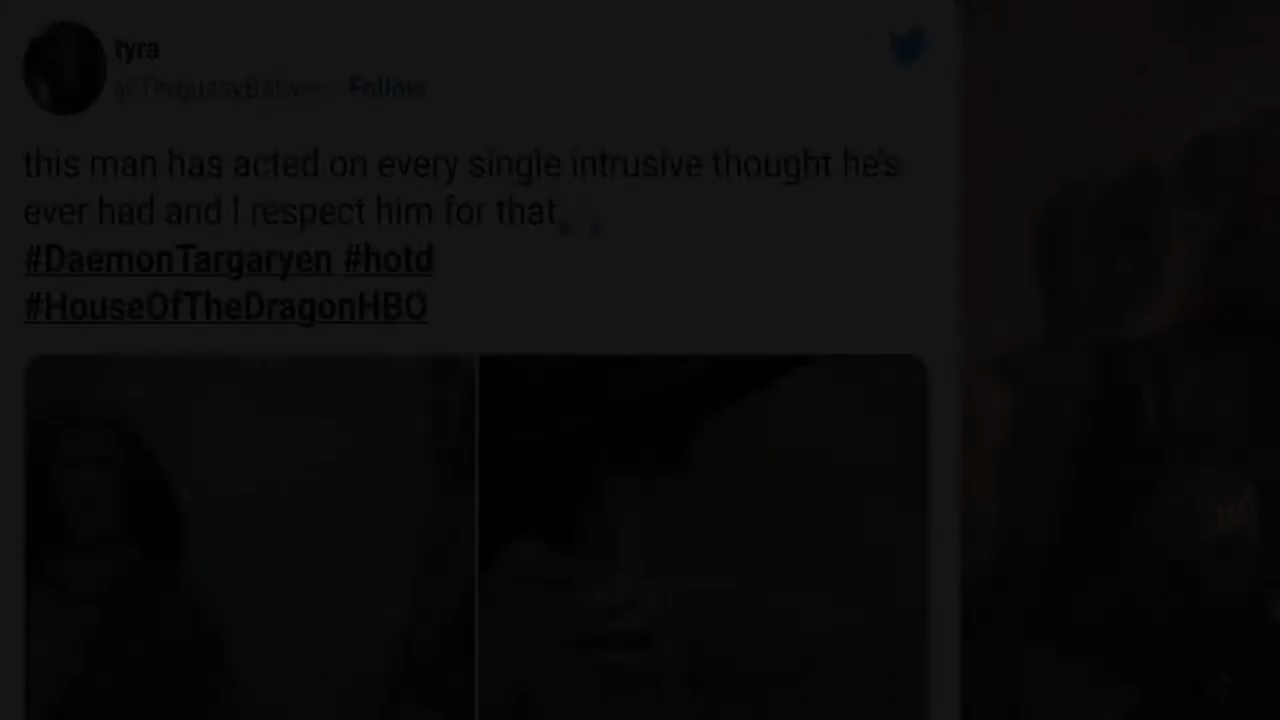 tyra
Follow
this man has acted on every single intrusive thought he's
ever had and I respect him for that
#DaemonTargaryen #hotd
#HouseOfTheDragonHBO